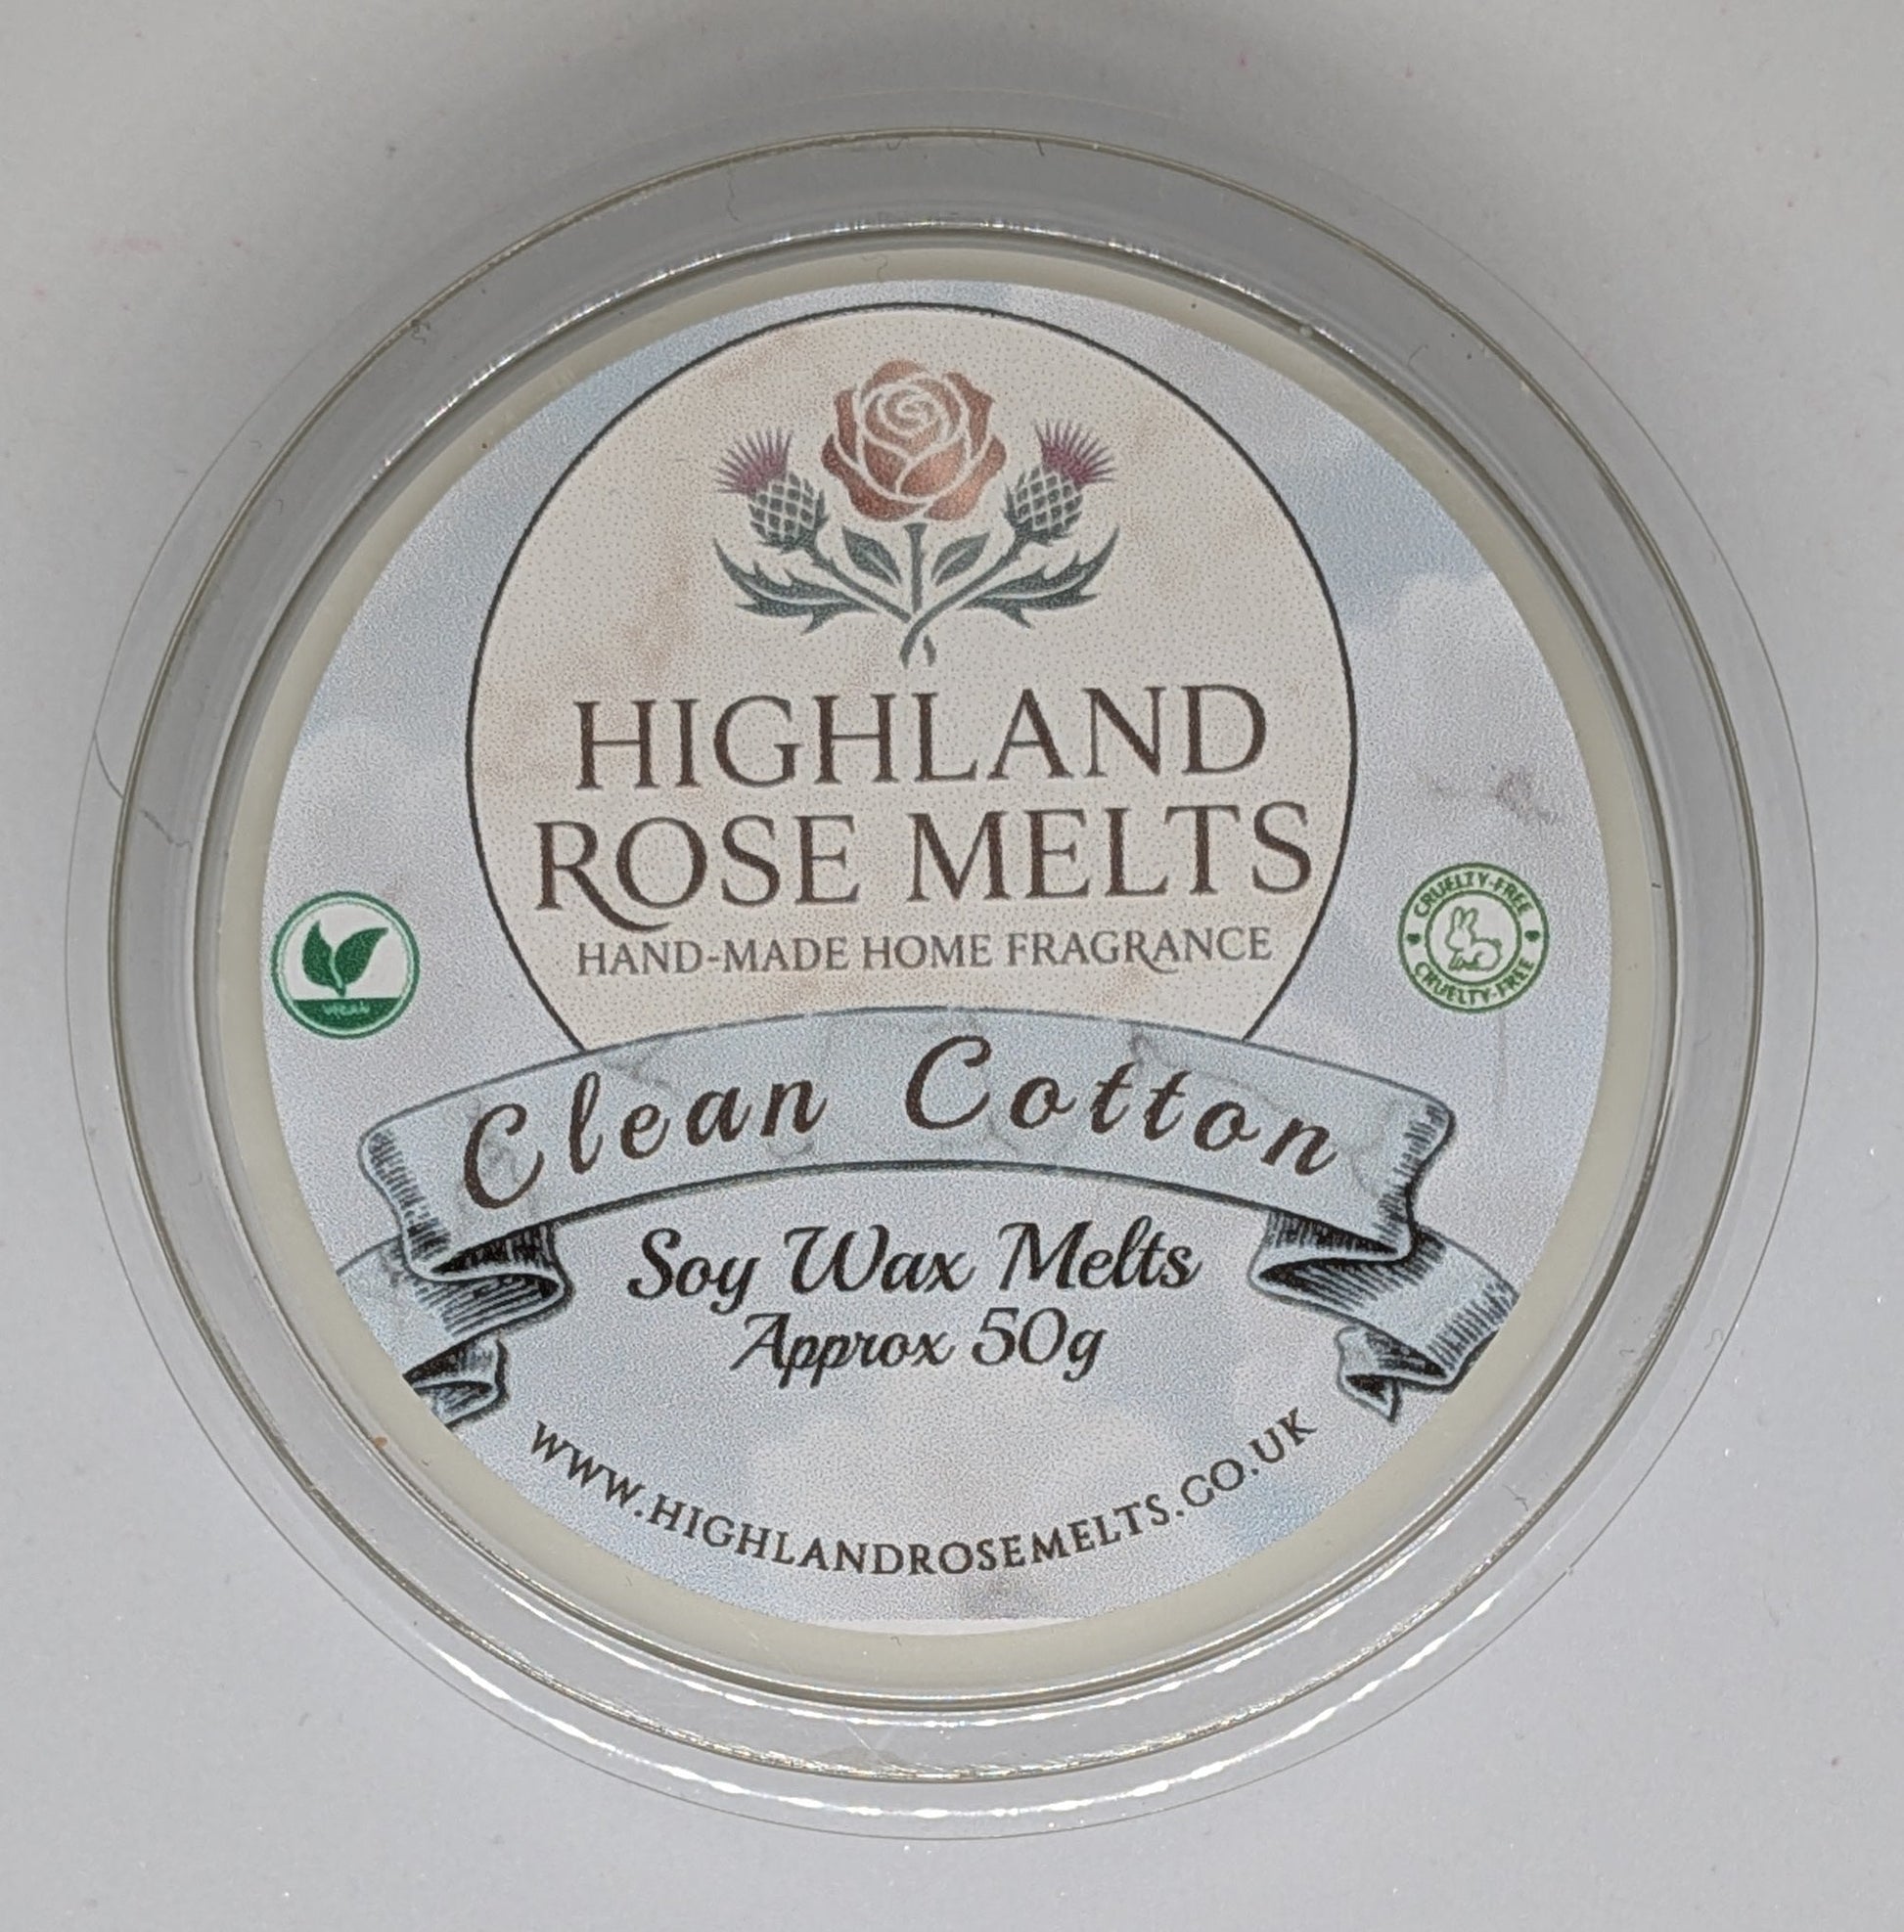 HIGHLAND
ROSE MELTS
HAND-MADE HOME FRAGRANCE
VEGAN
CRUELTY-FREE
CRUELTY-FREE
Clean Cotton
Soy Wax Melts
Approx 50g
WWW.HIGHLANDROSEMELTS.CO.UK